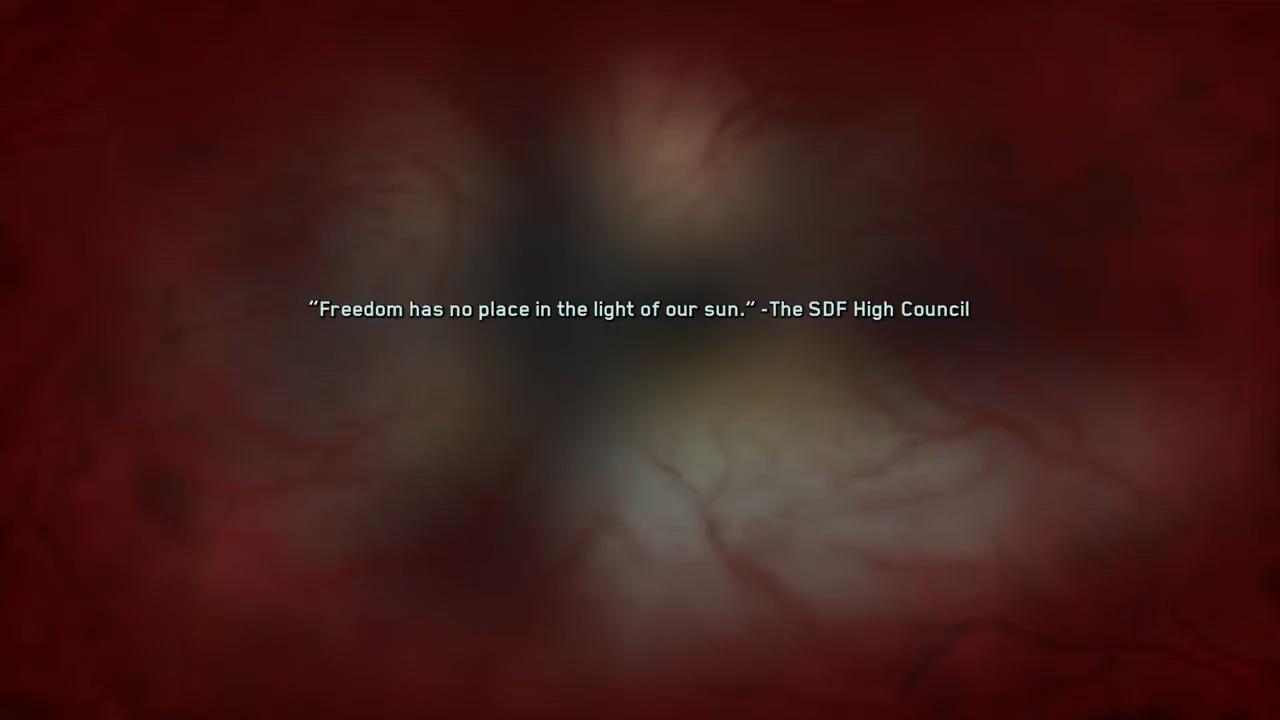 “Freedom has no place in the light of our sun.” -The SDF High Council